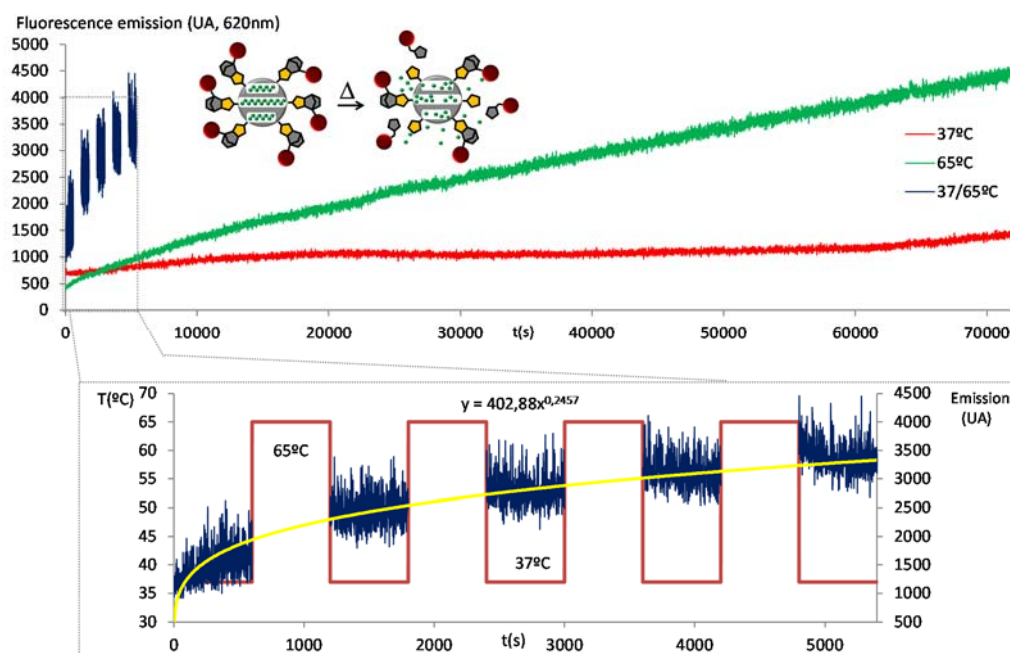 Fluorescence emission (UA, 620nm)
5000
4500
4000
3500
3000
2500
2000
1500
1000
500
0
Δ
37ºC
65ºC
37/65ºC
0 10000 20000 30000 t(s) 40000 50000 60000 70000
T(ºC) y = 402,88x^0,2457 Emission
(UA)
70
65
60
55
50
45
40
35
30
65ºC
37ºC
4500
4000
3500
3000
2500
2000
1500
1000
500
0 1000 2000 t(s) 3000 4000 5000